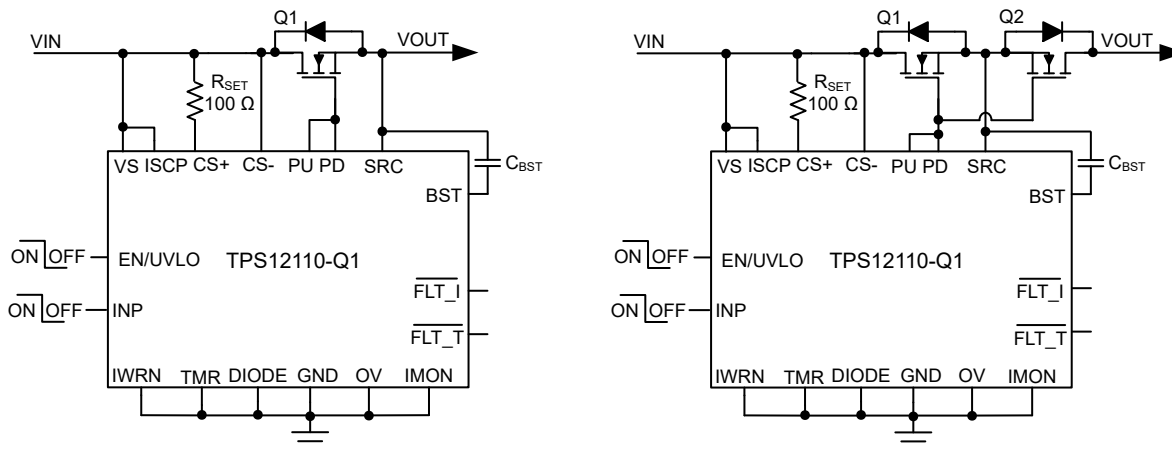 Q1
VIN
VOUT
RSET
100 Ω
VS ISCP CS+ CS- PU PD SRC
CBST
BST
ON OFF
EN/UVLO
TPS12110-Q1
FLT_I
ON OFF
INP
FLT_T
IWRN TMR DIODE GND OV IMON
Q1
Q2
VIN
VOUT
RSET
100 Ω
VS ISCP CS+ CS- PU PD SRC
CBST
BST
ON OFF
EN/UVLO
TPS12110-Q1
FLT_I
ON OFF
INP
FLT_T
IWRN TMR DIODE GND OV IMON